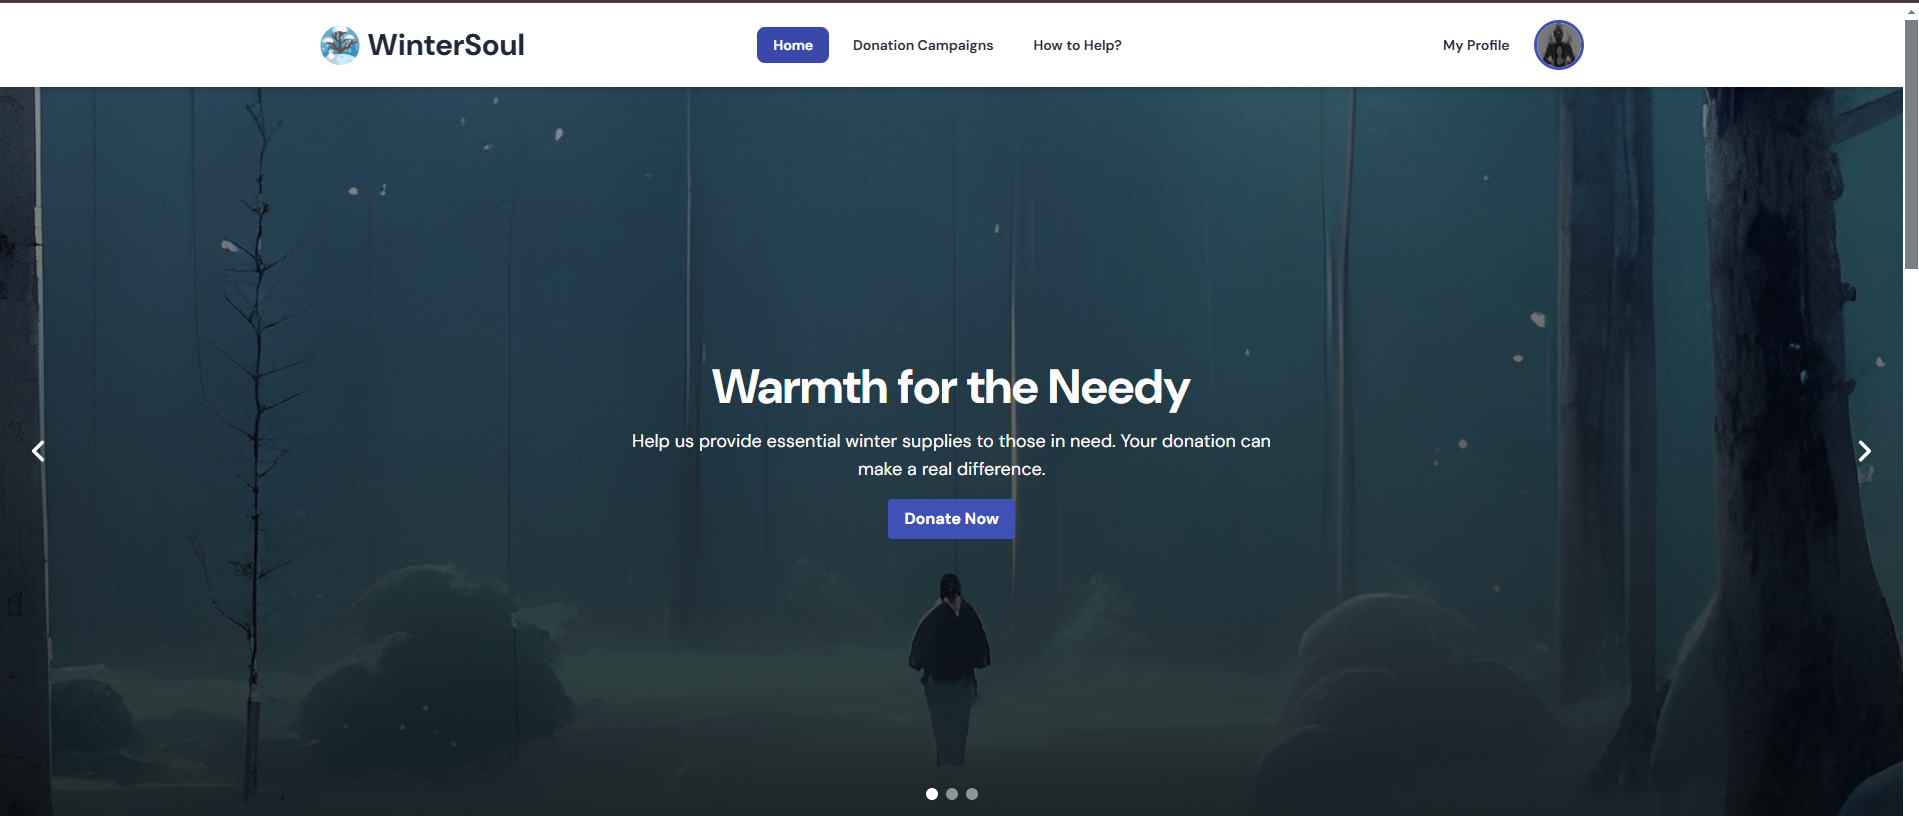 WinterSoul
Home
Donation Campaigns
How to Help?
My Profile
Warmth for the Needy
Help us provide essential winter supplies to those in need. Your donation can
make a real difference.
Donate Now